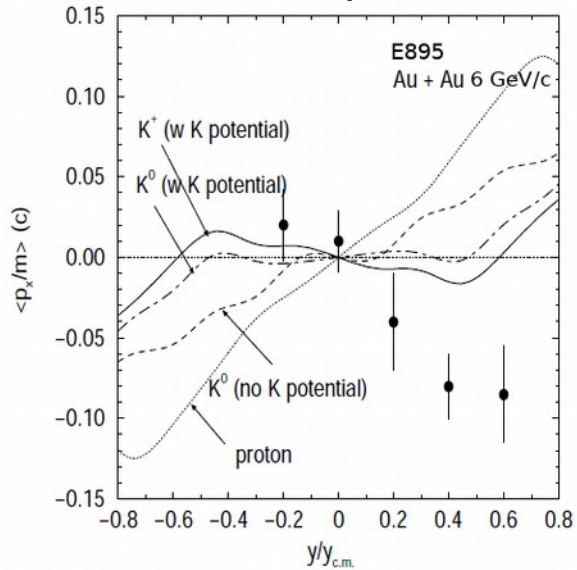 E895
Au + Au 6 GeV/c
K⁺ (w K potential)
K⁰ (w K potential)
K⁰ (no K potential)
proton
<pₓ/m> (c)
0.15
0.10
0.05
0.00
−0.05
−0.10
−0.15
−0.8 −0.6 −0.4 −0.2 0 0.2 0.4 0.6 0.8
y/y c.m.